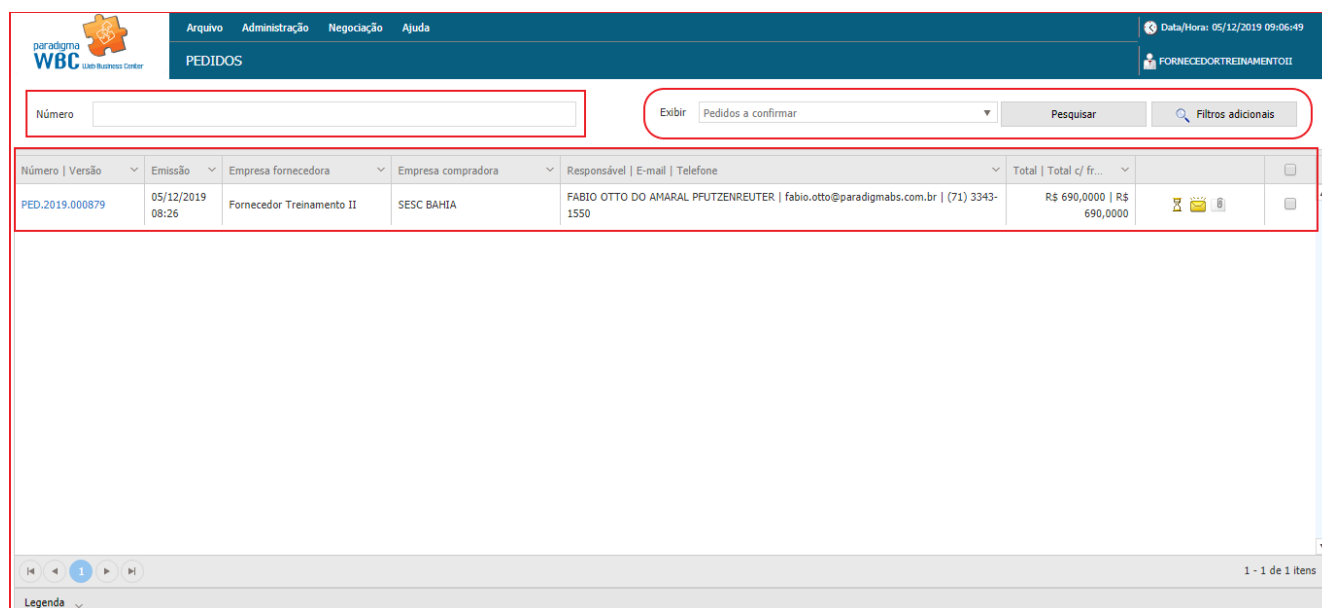 paradigma
WBC Web Business Center
Arquivo Administração Negociação Ajuda
Data/Hora: 05/12/2019 09:06:49
PEDIDOS
FORNECEDORTREINAMENTOII
Número
Exibir Pedidos a confirmar Pesquisar Filtros adicionais
Número | Versão Emissão Empresa fornecedora Empresa compradora Responsável | E-mail | Telefone Total | Total c/ fr...
PED.2019.000879 05/12/2019 08:26 Fornecedor Treinamento II SESC BAHIA FABIO OTTO DO AMARAL PFUTZENREUTER | fabio.otto@paradigmabs.com.br | (71) 3343-1550 R$ 690,0000 | R$ 690,0000
1
1 - 1 de 1 itens
Legenda